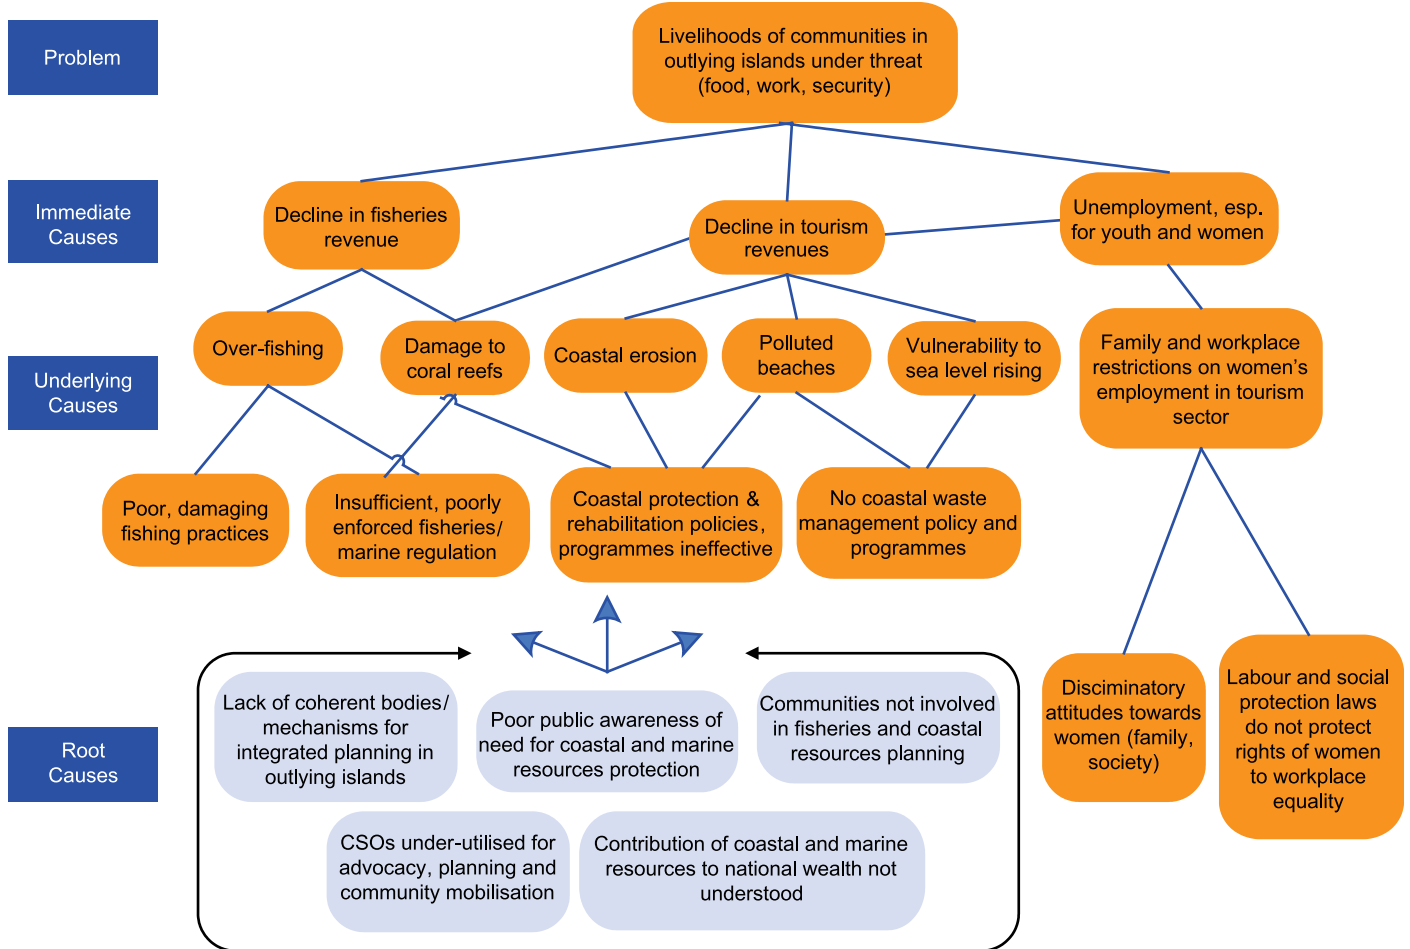 Problem
Livelihoods of communities in
outlying islands under threat
(food, work, security)
Immediate
Causes
Decline in fisheries
revenue
Decline in tourism
revenues
Unemployment, esp.
for youth and women
Underlying
Causes
Over-fishing
Damage to
coral reefs
Coastal erosion
Polluted
beaches
Vulnerability to
sea level rising
Family and workplace
restrictions on women’s
employment in tourism
sector
Poor, damaging
fishing practices
Insufficient, poorly
enforced fisheries/
marine regulation
Coastal protection &
rehabilitation policies,
programmes ineffective
No coastal waste
management policy and
programmes
Root
Causes
Lack of coherent bodies/
mechanisms for
integrated planning in
outlying islands
Poor public awareness of
need for coastal and marine
resources protection
Communities not involved
in fisheries and coastal
resources planning
Disciminatory
attitudes towards
women (family,
society)
Labour and social
protection laws
do not protect
rights of women
to workplace
equality
CSOs under-utilised for
advocacy, planning and
community mobilisation
Contribution of coastal and marine
resources to national wealth not
understood